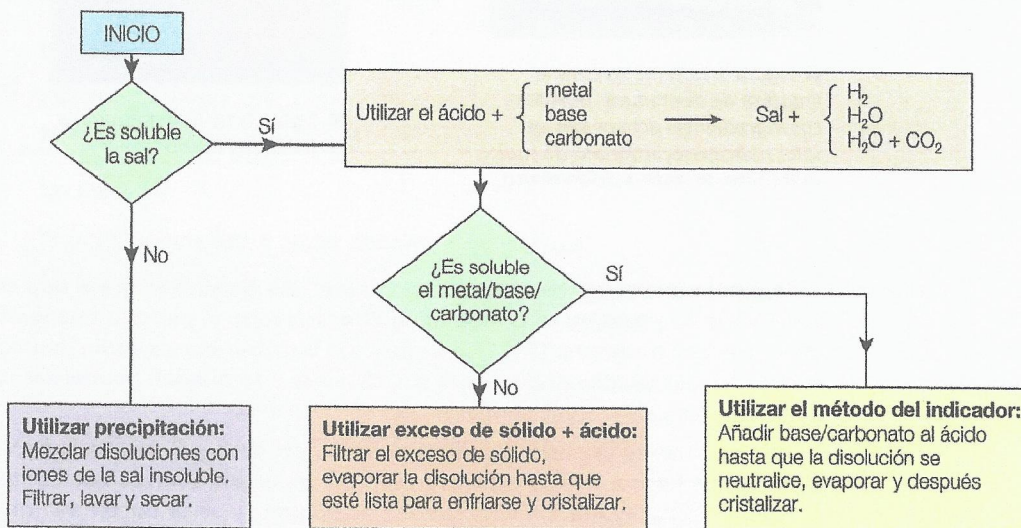 INICIO
¿Es soluble
la sal?
Sí
No
Utilizar el ácido +
metal
base
carbonato
Sal +
H₂
H₂O
H₂O + CO₂
¿Es soluble
el metal/base/
carbonato?
Sí
No
Utilizar precipitación:
Mezclar disoluciones con
iones de la sal insoluble.
Filtrar, lavar y secar.
Utilizar exceso de sólido + ácido:
Filtrar el exceso de sólido,
evaporar la disolución hasta que
esté lista para enfriarse y cristalizar.
Utilizar el método del indicador:
Añadir base/carbonato al ácido
hasta que la disolución se
neutralice, evaporar y después
cristalizar.